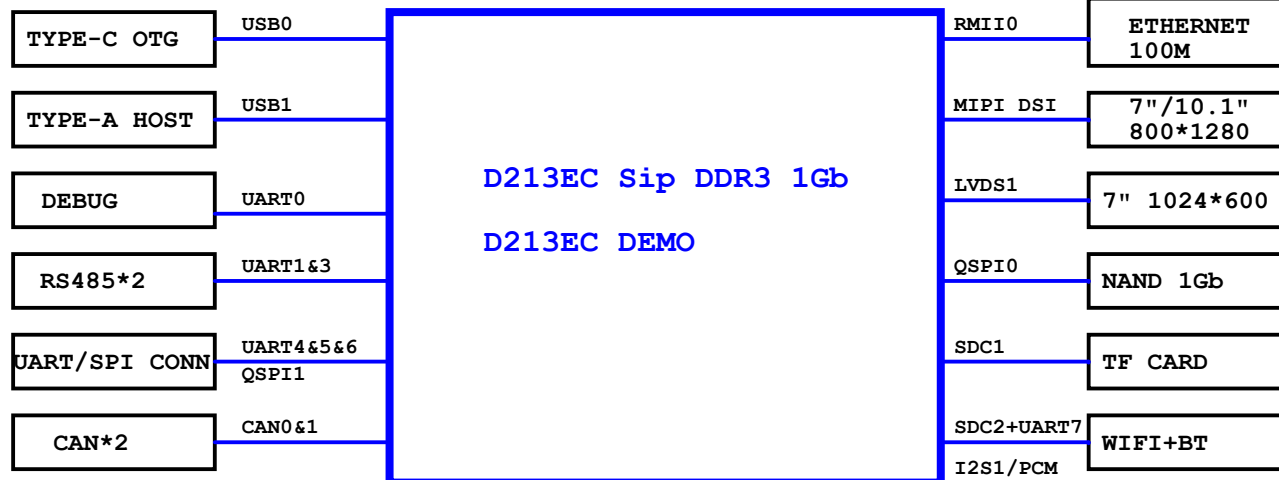 TYPE-C OTG
USB0
TYPE-A HOST
USB1
DEBUG
UART0
RS485*2
UART1&3
UART/SPI CONN
UART4&5&6
QSPI1
CAN*2
CAN0&1
D213EC Sip DDR3 1Gb
D213EC DEMO
RMII0
ETHERNET
100M
MIPI DSI
7"/10.1"
800*1280
LVDS1
7" 1024*600
QSPI0
NAND 1Gb
SDC1
TF CARD
SDC2+UART7
I2S1/PCM
WIFI+BT